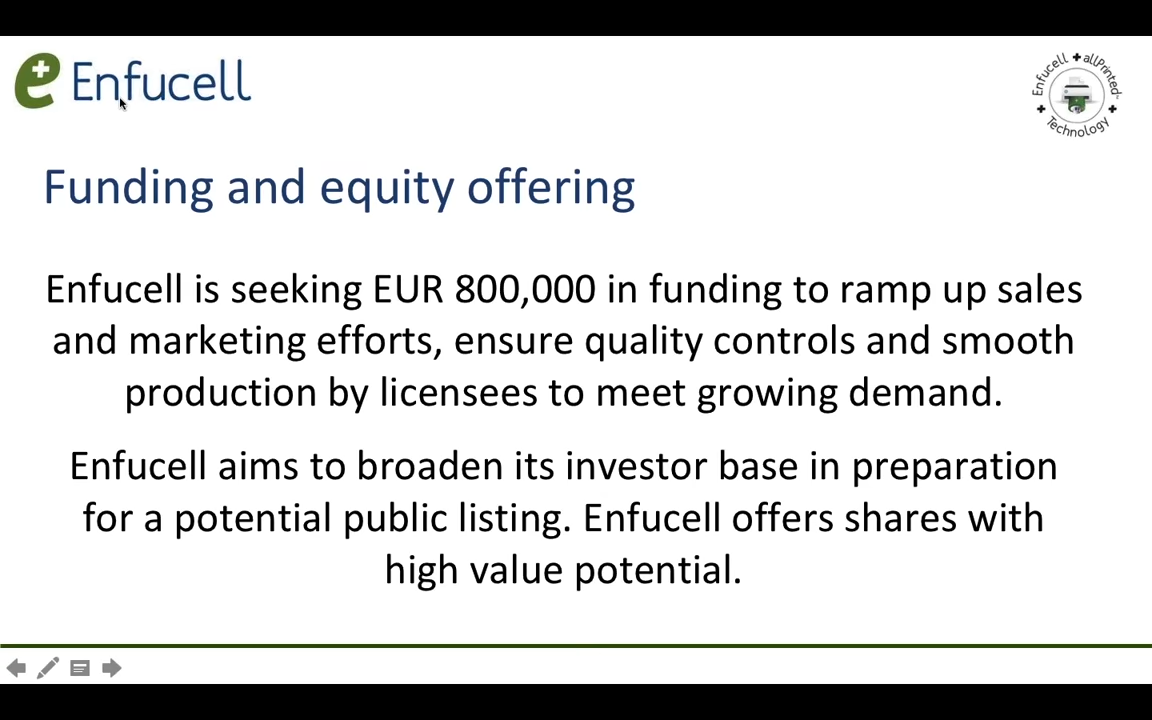 Enfucell
Enfucell + allPrinted™
Technology
Funding and equity offering
Enfucell is seeking EUR 800,000 in funding to ramp up sales
and marketing efforts, ensure quality controls and smooth
production by licensees to meet growing demand.
Enfucell aims to broaden its investor base in preparation
for a potential public listing. Enfucell offers shares with
high value potential.